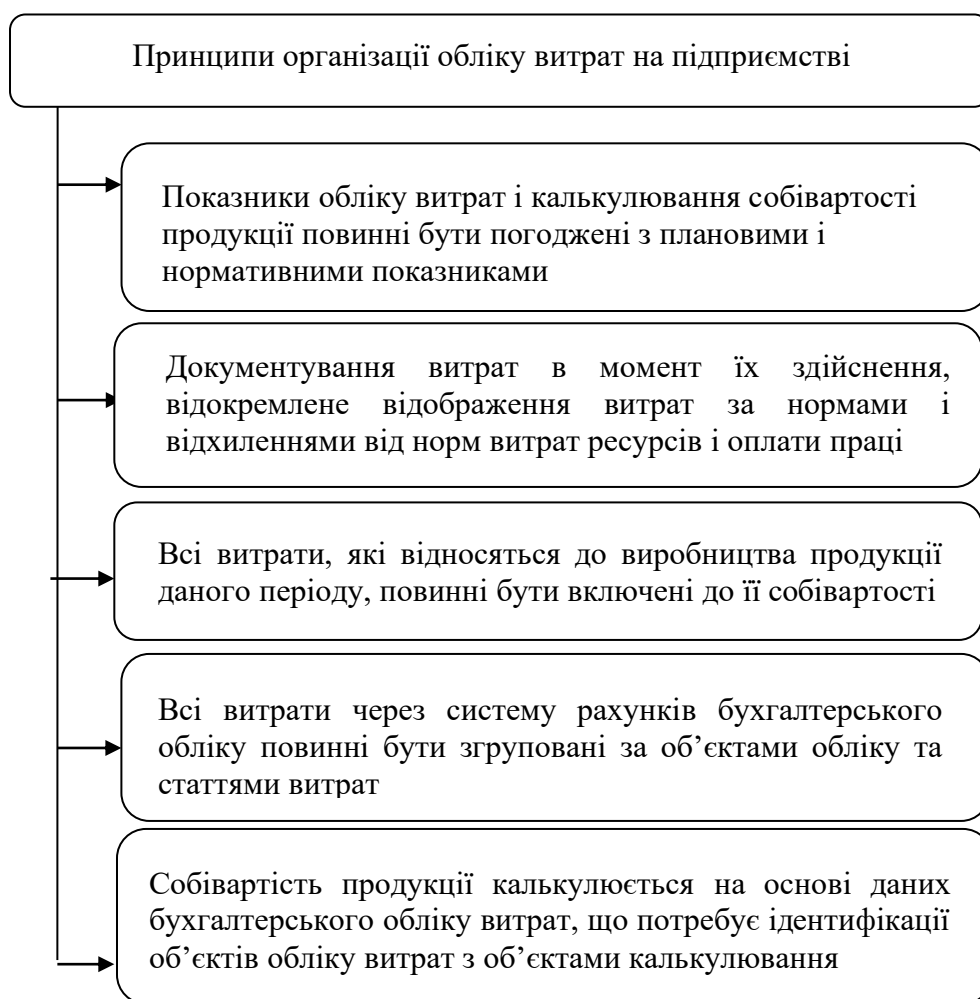 Принципи організації обліку витрат на підприємстві
Показники обліку витрат і калькулювання собівартості
продукції повинні бути погоджені з плановими і
нормативними показниками
Документування витрат в момент їх здійснення,
відокремлене відображення витрат за нормами і
відхиленнями від норм витрат ресурсів і оплати праці
Всі витрати, які відносяться до виробництва продукції
даного періоду, повинні бути включені до її собівартості
Всі витрати через систему рахунків бухгалтерського
обліку повинні бути згруповані за об’єктами обліку та
статтями витрат
Собівартість продукції калькулюється на основі даних
бухгалтерського обліку витрат, що потребує ідентифікації
об’єктів обліку витрат з об’єктами калькулювання